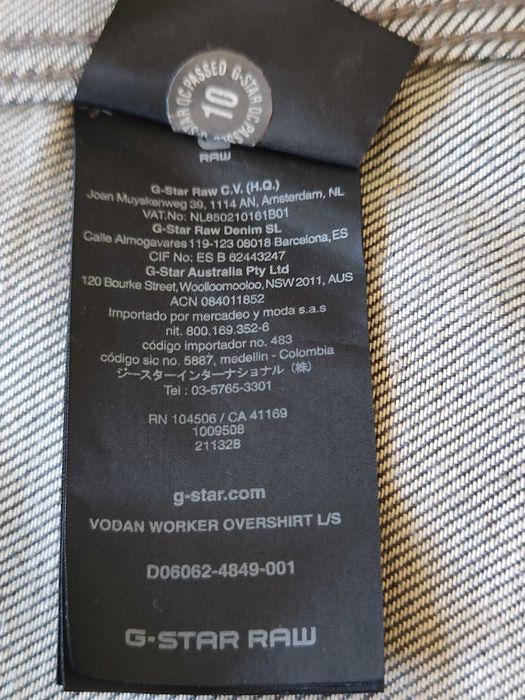 G-STAR QC·PASSED G-STAR QC·PASSED
10
RAW
G-Star Raw C.V. (H.Q.)
Joan Muyskenweg 39, 1114 AN, Amsterdam, NL
VAT.No: NL850210161B01
G-Star Raw Denim SL
Calle Almogavares 119-123 08018 Barcelona, ES
CIF No: ES B 62443247
G-Star Australia Pty Ltd
120 Bourke Street, Woolloomooloo, NSW 2011, AUS
ACN 084011852
Importado por mercadeo y moda s.a.s
nit. 800.169.352-6
código importador no. 483
código sic no. 5887, medellin - Colombia
ジースターインターナショナル（株）
Tel : 03-5765-3301
RN 104506 / CA 41169
1009508
211328
g-star.com
VODAN WORKER OVERSHIRT L/S
D06062-4849-001
G-STAR RAW